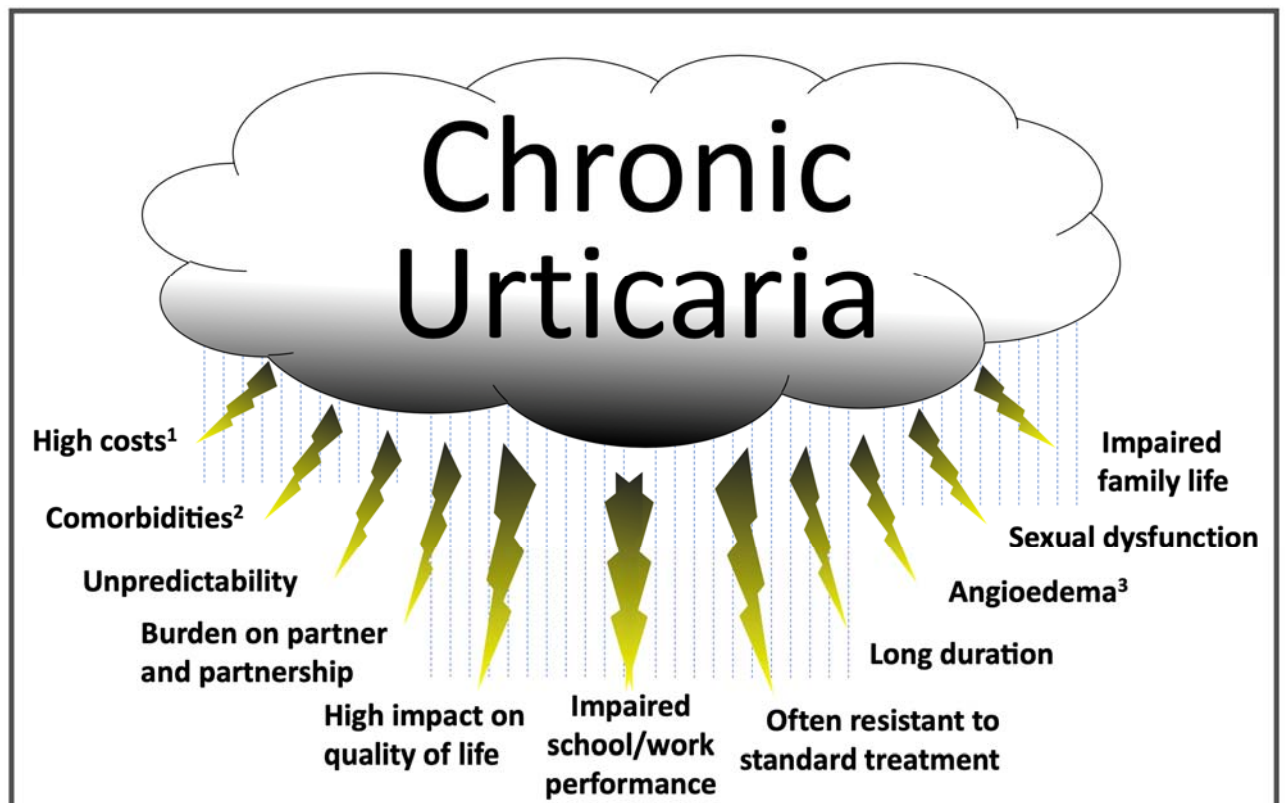 Chronic
Urticaria
High costs¹
Comorbidities²
Unpredictability
Burden on partner
and partnership
High impact on
quality of life
Impaired
school/work
performance
Often resistant to
standard treatment
Long duration
Angioedema³
Sexual dysfunction
Impaired
family life